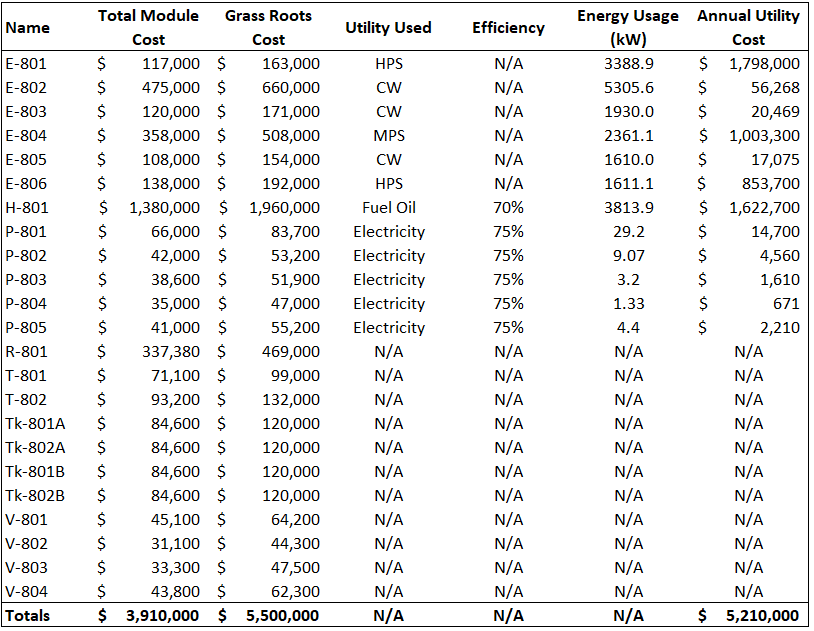 Name Total Module Cost Grass Roots Cost Utility Used Efficiency Energy Usage (kW) Annual Utility Cost
E-801 $ 117,000 $ 163,000 HPS N/A 3388.9 $ 1,798,000
E-802 $ 475,000 $ 660,000 CW N/A 5305.6 $ 56,268
E-803 $ 120,000 $ 171,000 CW N/A 1930.0 $ 20,469
E-804 $ 358,000 $ 508,000 MPS N/A 2361.1 $ 1,003,300
E-805 $ 108,000 $ 154,000 CW N/A 1610.0 $ 17,075
E-806 $ 138,000 $ 192,000 HPS N/A 1611.1 $ 853,700
H-801 $ 1,380,000 $ 1,960,000 Fuel Oil 70% 3813.9 $ 1,622,700
P-801 $ 66,000 $ 83,700 Electricity 75% 29.2 $ 14,700
P-802 $ 42,000 $ 53,200 Electricity 75% 9.07 $ 4,560
P-803 $ 38,600 $ 51,900 Electricity 75% 3.2 $ 1,610
P-804 $ 35,000 $ 47,000 Electricity 75% 1.33 $ 671
P-805 $ 41,000 $ 55,200 Electricity 75% 4.4 $ 2,210
R-801 $ 337,380 $ 469,000 N/A N/A N/A N/A
T-801 $ 71,100 $ 99,000 N/A N/A N/A N/A
T-802 $ 93,200 $ 132,000 N/A N/A N/A N/A
Tk-801A $ 84,600 $ 120,000 N/A N/A N/A N/A
Tk-802A $ 84,600 $ 120,000 N/A N/A N/A N/A
Tk-801B $ 84,600 $ 120,000 N/A N/A N/A N/A
Tk-802B $ 84,600 $ 120,000 N/A N/A N/A N/A
V-801 $ 45,100 $ 64,200 N/A N/A N/A N/A
V-802 $ 31,100 $ 44,300 N/A N/A N/A N/A
V-803 $ 33,300 $ 47,500 N/A N/A N/A N/A
V-804 $ 43,800 $ 62,300 N/A N/A N/A N/A
Totals $ 3,910,000 $ 5,500,000 N/A N/A N/A $ 5,210,000